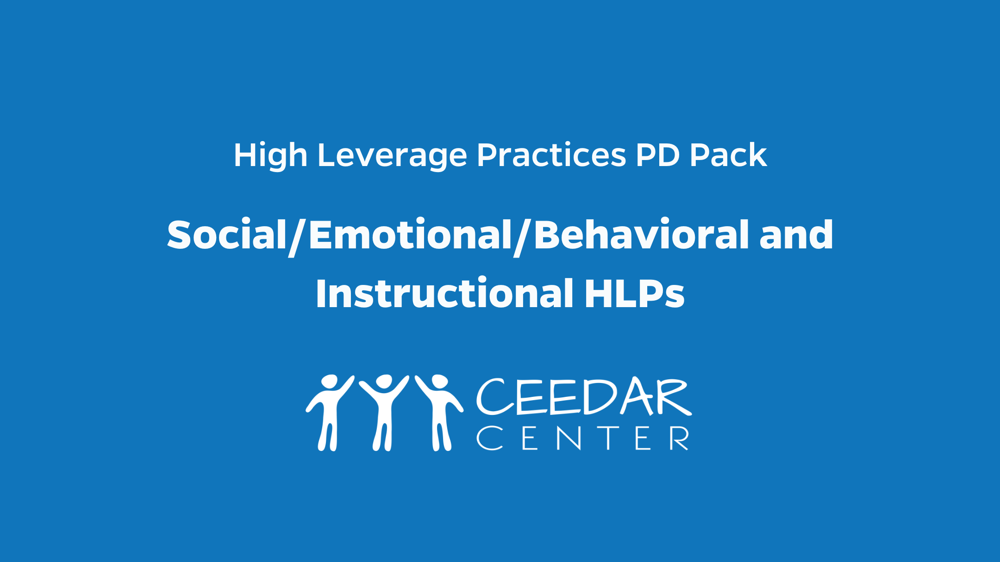 High Leverage Practices PD Pack
Social/Emotional/Behavioral and
Instructional HLPs
CEEDAR
CENTER